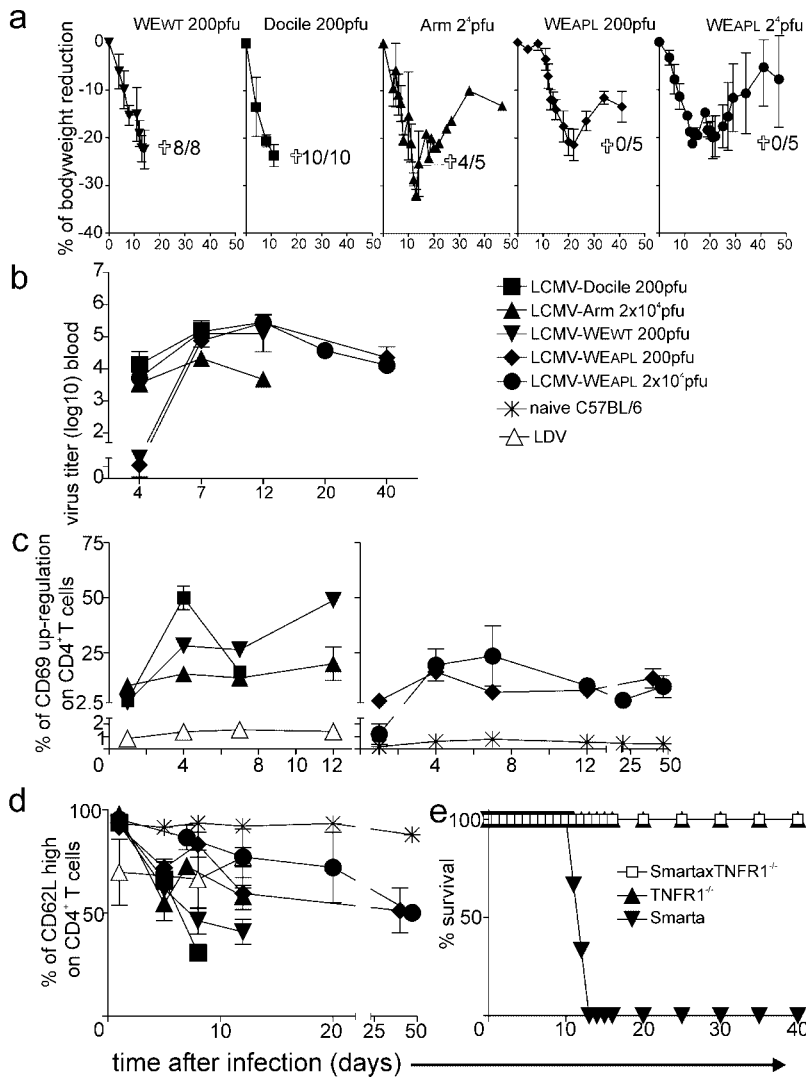 a
WEWT 200pfu Docile 200pfu Arm 2⁴pfu WEAPL 200pfu WEAPL 2⁴pfu
% of bodyweight reduction
0
-10
-20
-30
-40
✝8/8 ✝10/10 ✝4/5 ✝0/5 ✝0/5
0 10 20 30 40 50 0 10 20 30 40 50 0 10 20 30 40 50 0 10 20 30 40 50 0 10 20 30 40 50
b
virus titer (log10) blood
7
6
5
4
3
2
0
4 7 12 20 40
LCMV-Docile 200pfu
LCMV-Arm 2x10⁴pfu
LCMV-WEWT 200pfu
LCMV-WEAPL 200pfu
LCMV-WEAPL 2x10⁴pfu
naive C57BL/6
LDV
c
% of CD69 up-regulation
on CD4⁺ T cells
75
50
25
2.5
2
1
0 4 8 12 0 4 8 12 25 50
d
% of CD62L high
on CD4⁺ T cells
100
50
0
0 10 20 25 50
e
% survival
100
50
0
0 10 20 30 40
SmartaxTNFR1⁻/⁻
TNFR1⁻/⁻
Smarta
time after infection (days)